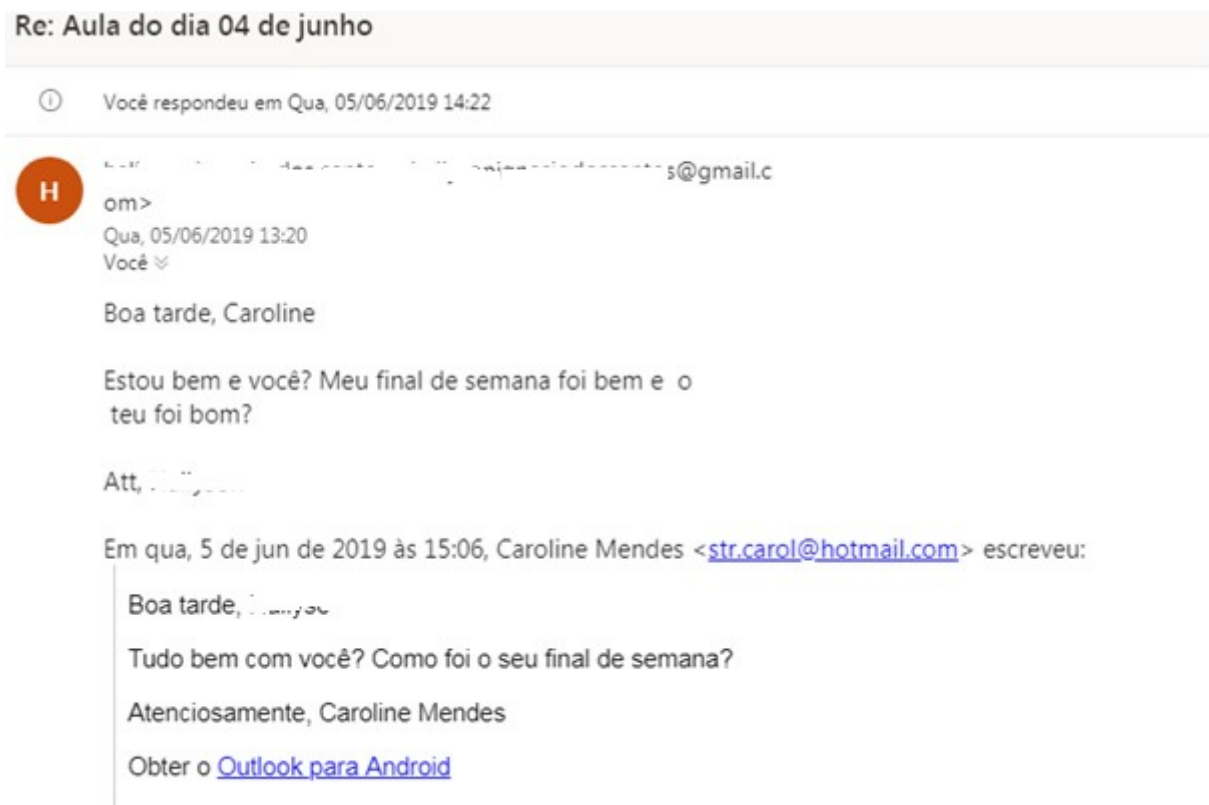 Re: Aula do dia 04 de junho
Você respondeu em Qua, 05/06/2019 14:22
H
s@gmail.c
om>
Qua, 05/06/2019 13:20
Você
Boa tarde, Caroline
Estou bem e você? Meu final de semana foi bem e o
teu foi bom?
Att,
Em qua, 5 de jun de 2019 às 15:06, Caroline Mendes <str.carol@hotmail.com> escreveu:
Boa tarde,
Tudo bem com você? Como foi o seu final de semana?
Atenciosamente, Caroline Mendes
Obter o Outlook para Android